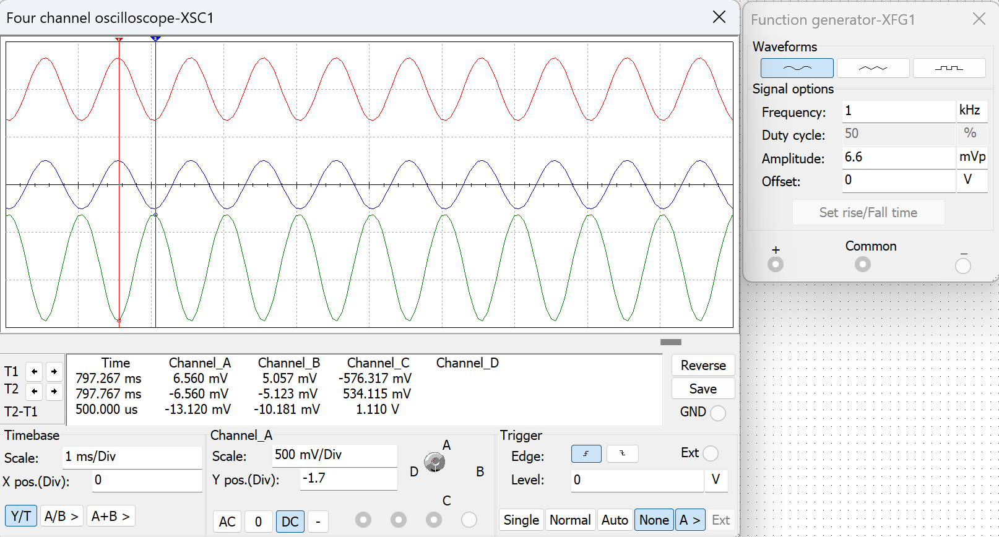 Four channel oscilloscope-XSC1
1
2
Time Channel_A Channel_B Channel_C Channel_D
T1 797.267 ms 6.560 mV 5.057 mV -576.317 mV
T2 797.767 ms -6.560 mV -5.123 mV 534.115 mV
T2-T1 500.000 us -13.120 mV -10.181 mV 1.110 V
Reverse
Save
GND
Timebase
Scale: 1 ms/Div
X pos.(Div): 0
Y/T A/B > A+B >
Channel_A
Scale: 500 mV/Div
Y pos.(Div): -1.7
AC 0 DC -
A
D B
C
Trigger
Edge: Ext
Level: 0 V
Single Normal Auto None A > Ext
Function generator-XFG1
Waveforms
Signal options
Frequency: 1 kHz
Duty cycle: 50 %
Amplitude: 6.6 mVp
Offset: 0 V
Set rise/Fall time
+ Common –